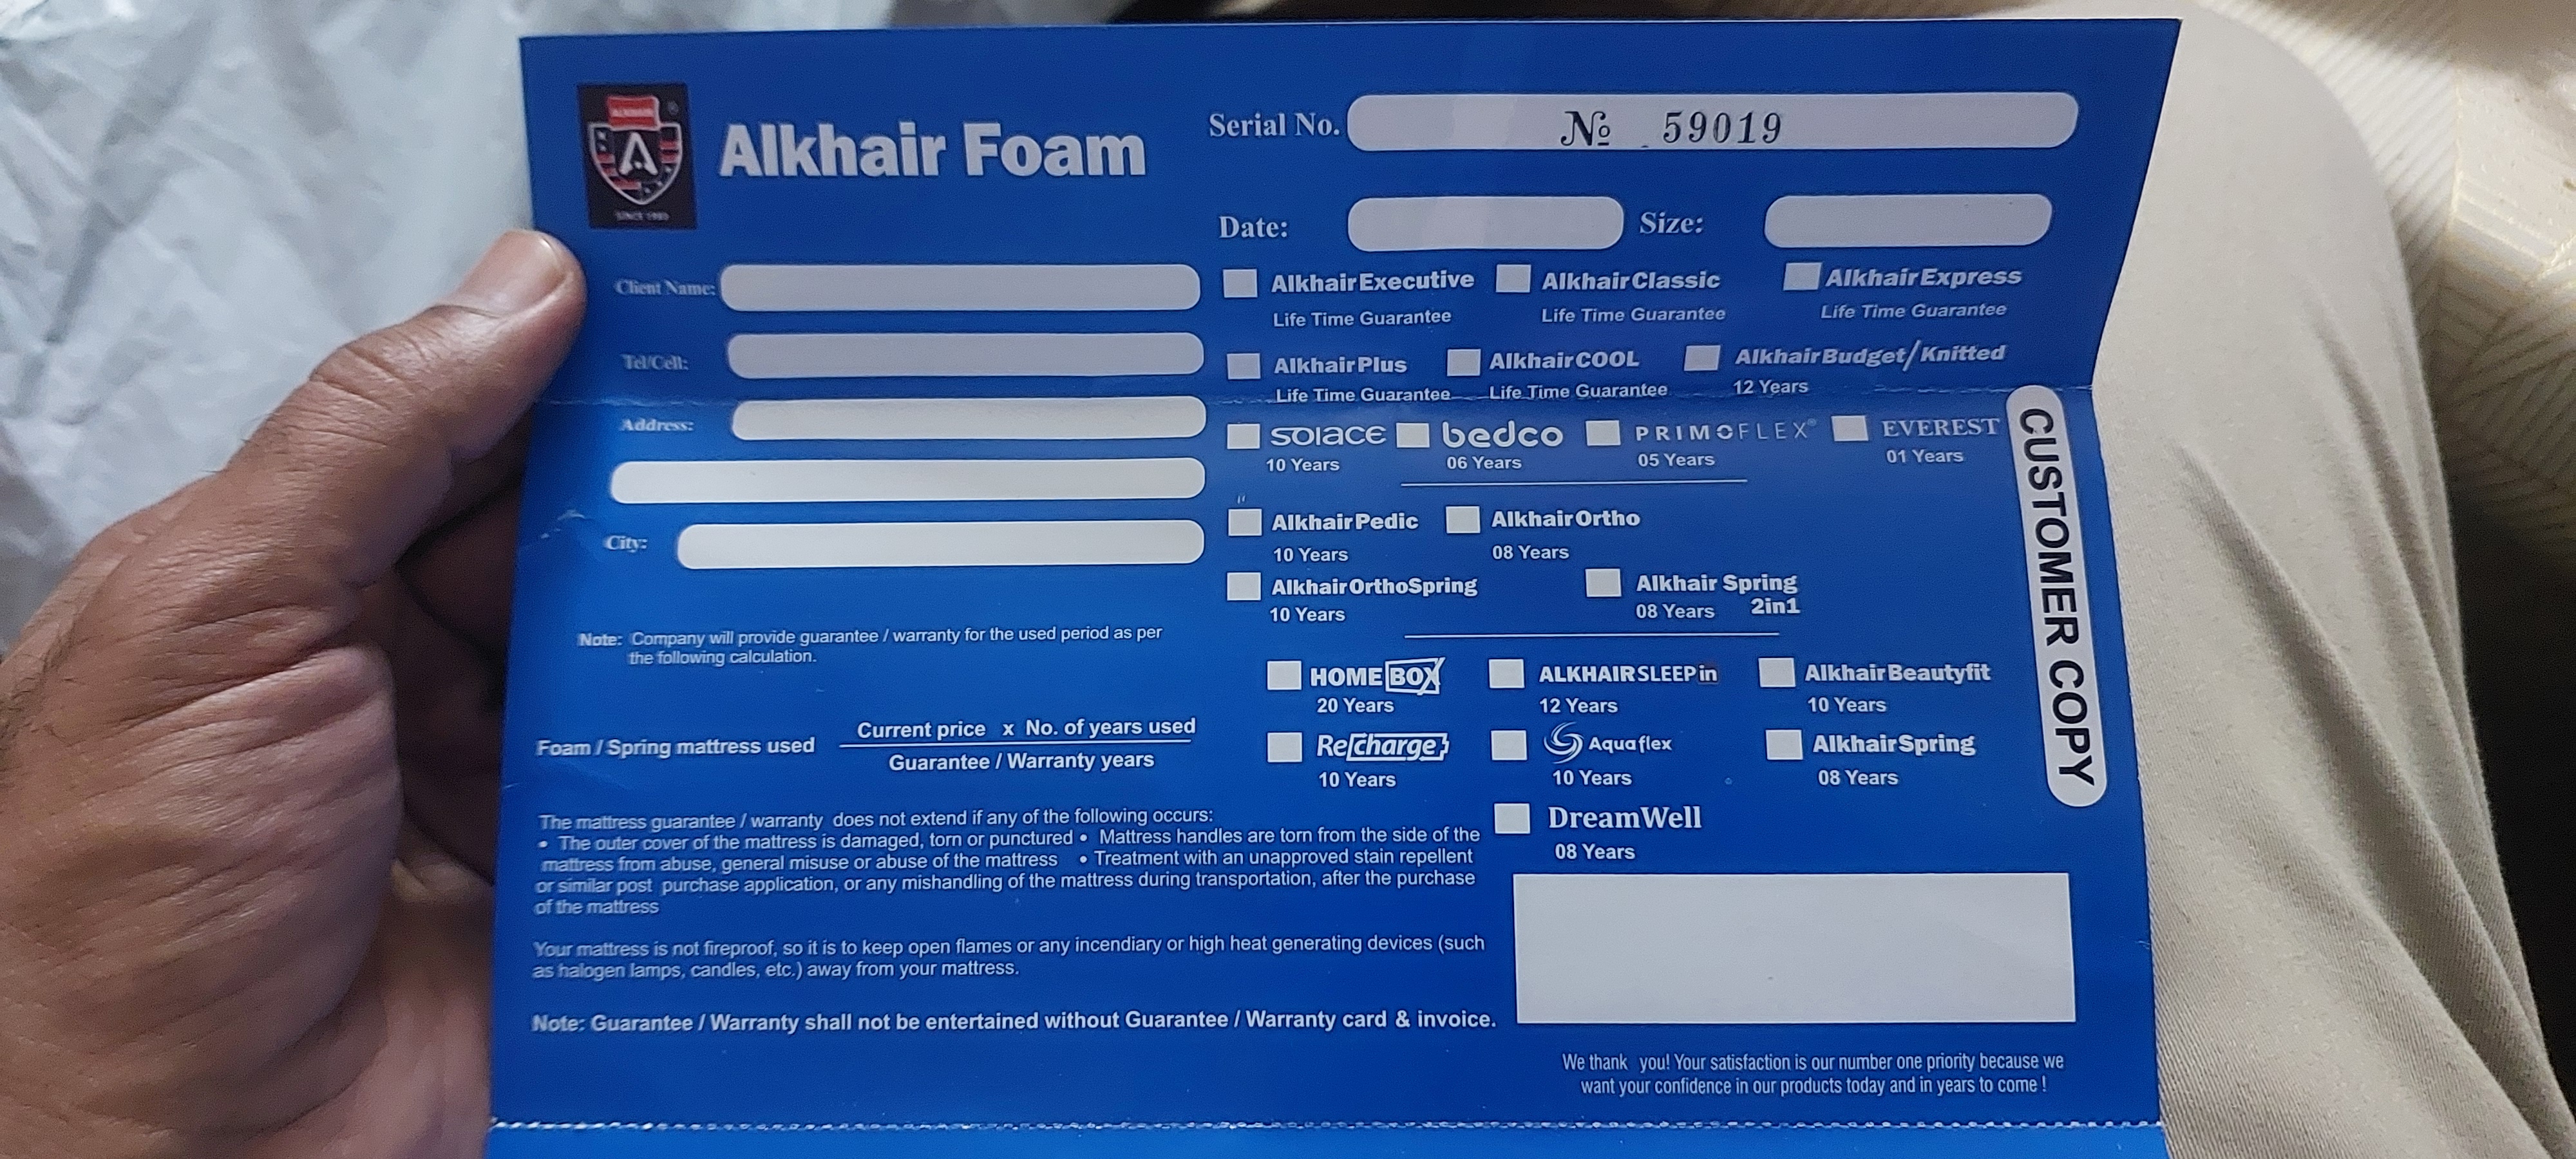 ALKHAIR
A
SINCE 1985
Alkhair Foam
Serial No. № 59019
Date: Size:
Client Name:
Tel/Cell:
Address:
City:
AlkhairExecutive AlkhairClassic AlkhairExpress
Life Time Guarantee Life Time Guarantee Life Time Guarantee
AlkhairPlus AlkhairCOOL AlkhairBudget/Knitted
Life Time Guarantee Life Time Guarantee 12 Years
SOlACE bedco PRIMOFLEX® EVEREST
10 Years 06 Years 05 Years 01 Years
AlkhairPedic AlkhairOrtho
10 Years 08 Years
AlkhairOrthoSpring Alkhair Spring
10 Years 08 Years 2in1
HOMEBOX ALKHAIRSLEEPin AlkhairBeautyfit
20 Years 12 Years 10 Years
ReCharge Aquaflex AlkhairSpring
10 Years 10 Years 08 Years
DreamWell
08 Years
CUSTOMER COPY
Note: Company will provide guarantee / warranty for the used period as per
the following calculation.
Foam / Spring mattress used
Current price x No. of years used
Guarantee / Warranty years
The mattress guarantee / warranty does not extend if any of the following occurs:
• The outer cover of the mattress is damaged, torn or punctured • Mattress handles are torn from the side of the
mattress from abuse, general misuse or abuse of the mattress • Treatment with an unapproved stain repellent
or similar post purchase application, or any mishandling of the mattress during transportation, after the purchase
of the mattress
Your mattress is not fireproof, so it is to keep open flames or any incendiary or high heat generating devices (such
as halogen lamps, candles, etc.) away from your mattress.
Note: Guarantee / Warranty shall not be entertained without Guarantee / Warranty card & invoice.
We thank you! Your satisfaction is our number one priority because we
want your confidence in our products today and in years to come !